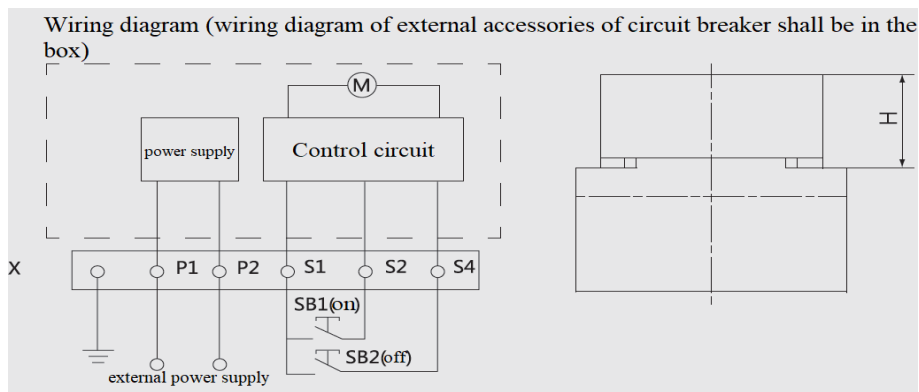 Wiring diagram (wiring diagram of external accessories of circuit breaker shall be in the
box)
M
power supply
Control circuit
H
X
P1
P2
S1
S2
S4
SB1(on)
SB2(off)
external power supply